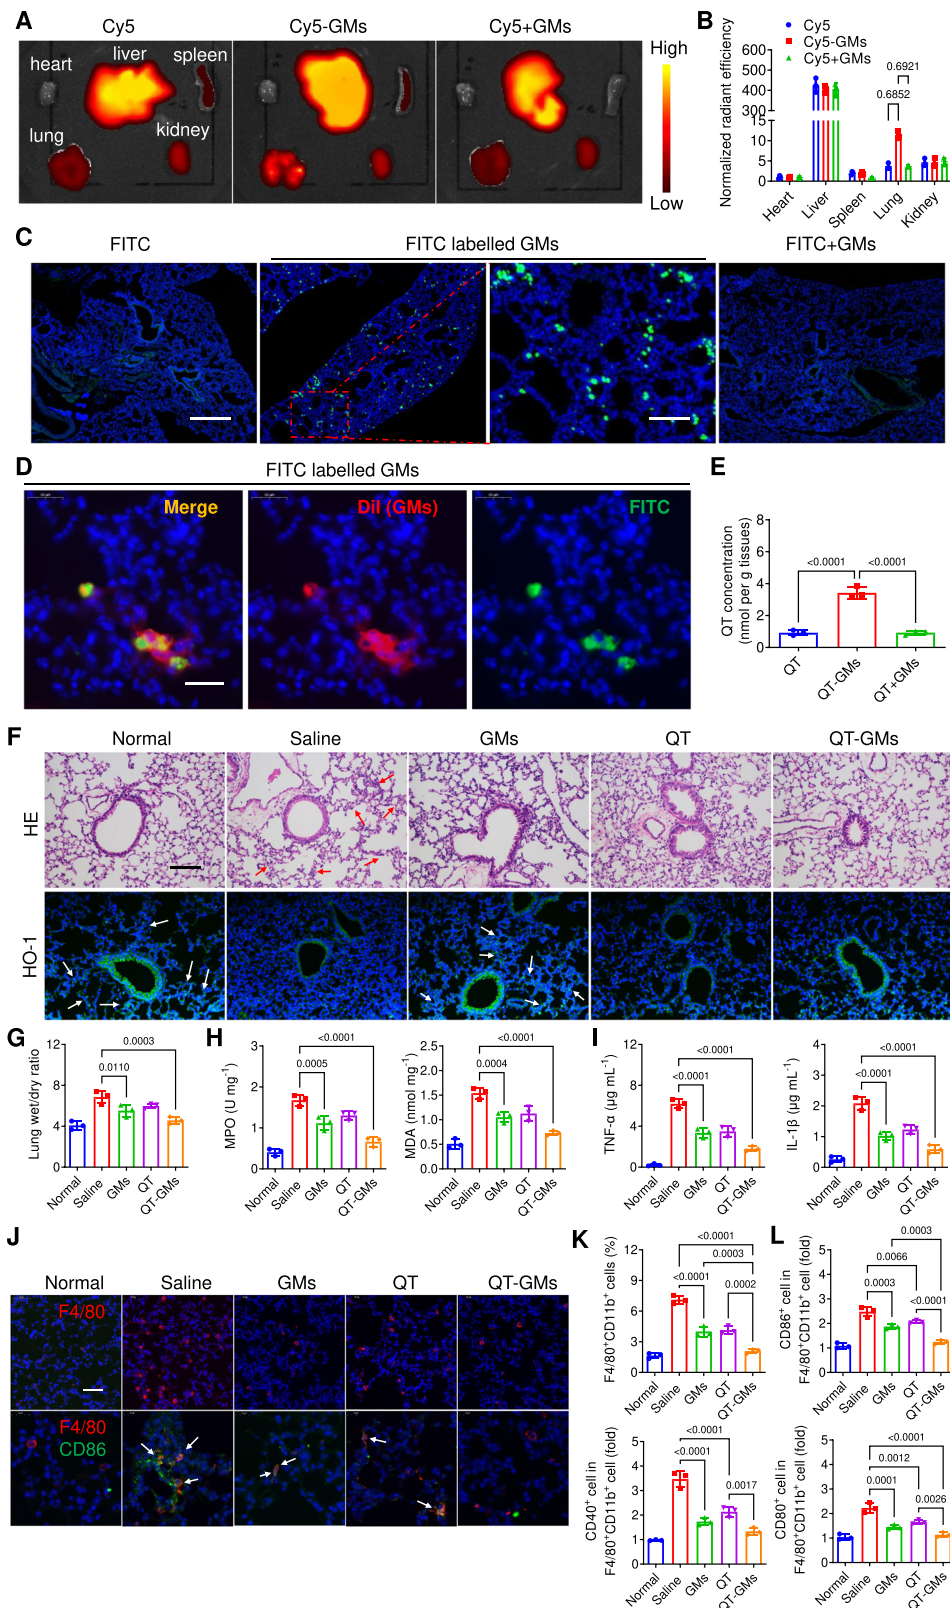 A
Cy5
Cy5-GMs
Cy5+GMs
heart
liver
spleen
lung
kidney
High
Low
B
Cy5
Cy5-GMs
Cy5+GMs
Normalized radiant efficiency
600
500
400
300
15
10
5
0
0.6921
0.6852
Heart
Liver
Spleen
Lung
Kidney
C
FITC
FITC labelled GMs
FITC+GMs
D
FITC labelled GMs
Merge
Dil (GMs)
FITC
E
QT concentration
(nmol per g tissues)
8
6
4
2
0
<0.0001
<0.0001
QT
QT-GMs
QT+GMs
F
Normal
Saline
GMs
QT
QT-GMs
HE
HO-1
G
Lung wet/dry ratio
12
9
6
3
0
0.0003
0.0110
Normal
Saline
GMs
QT
QT-GMs
H
MPO (U mg⁻¹)
3
2
1
0
<0.0001
0.0005
Normal
Saline
GMs
QT
QT-GMs
MDA (nmol mg⁻¹)
2.0
1.5
1.0
0.5
0.0
<0.0001
0.0004
Normal
Saline
GMs
QT
QT-GMs
I
TNF-α (µg mL⁻¹)
12
8
4
0
<0.0001
<0.0001
Normal
Saline
GMs
QT
QT-GMs
IL-1β (µg mL⁻¹)
4
3
2
1
0
<0.0001
<0.0001
Normal
Saline
GMs
QT
QT-GMs
J
Normal
Saline
GMs
QT
QT-GMs
F4/80
F4/80
CD86
K
F4/80⁺CD11b⁺ cells (%)
12
9
6
3
0
<0.0001
0.0003
<0.0001
0.0002
Normal
Saline
GMs
QT
QT-GMs
CD40⁺ cell in
F4/80⁺CD11b⁺ cell (fold)
5
4
3
2
1
0
<0.0001
<0.0001
0.0017
Normal
Saline
GMs
QT
QT-GMs
L
CD86⁺ cell in
F4/80⁺CD11b⁺ cell (fold)
5
4
3
2
1
0
0.0003
0.0066
0.0003
<0.0001
Normal
Saline
GMs
QT
QT-GMs
CD80⁺ cell in
F4/80⁺CD11b⁺ cell (fold)
5
4
3
2
1
0
<0.0001
0.0012
0.0001
0.0026
Normal
Saline
GMs
QT
QT-GMs